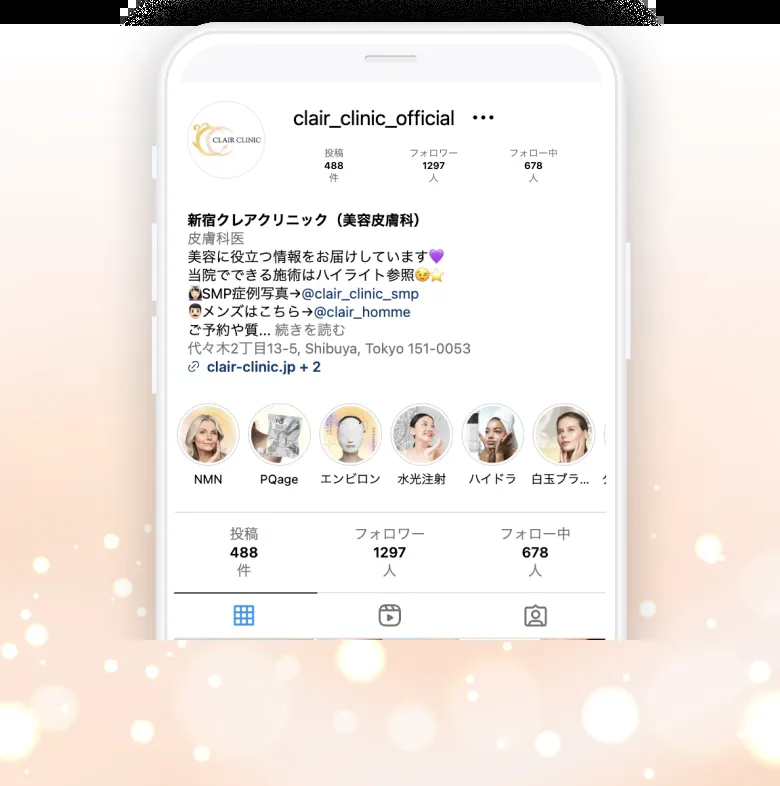 clair_clinic_official •••
CLAIR CLINIC
投稿 フォロワー フォロー中
488 1297 678
件 人 人
新宿クレアクリニック（美容皮膚科）
皮膚科医
美容に役立つ情報をお届けしています💜
当院でできる施術はハイライト参照😉⭐
👩🏻SMP症例写真→@clair_clinic_smp
👨🏻メンズはこちら→@clair_homme
ご予約や質... 続きを読む
代々木2丁目13-5, Shibuya, Tokyo 151-0053
clair-clinic.jp + 2
NMN PQage エンビロン 水光注射 ハイドラ 白玉ブラ...
投稿 フォロワー フォロー中
488 1297 678
件 人 人